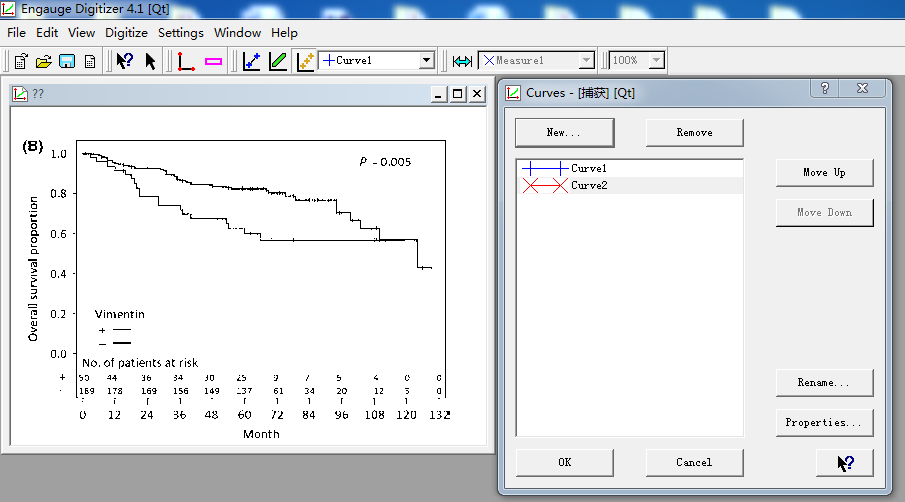 Engauge Digitizer 4.1 [Qt]
File Edit View Digitize Settings Window Help
Curve1 Measure1 100%
??
(B)
P - 0.005
1.0
0.8
0.6
0.4
0.2
0.0
Overall survival proportion
Vimentin
+
–
No. of patients at risk
+ 44 36 34 30 25 9 7 5 4 0 0
178 169 156 149 137 61 34 20 12 0
0 12 24 36 48 60 72 84 96 108 120 132
Month
Curves - [捕获] [Qt]
New... Remove
Curve1
Curve2
Move Up
Move Down
Rename...
Properties...
OK Cancel